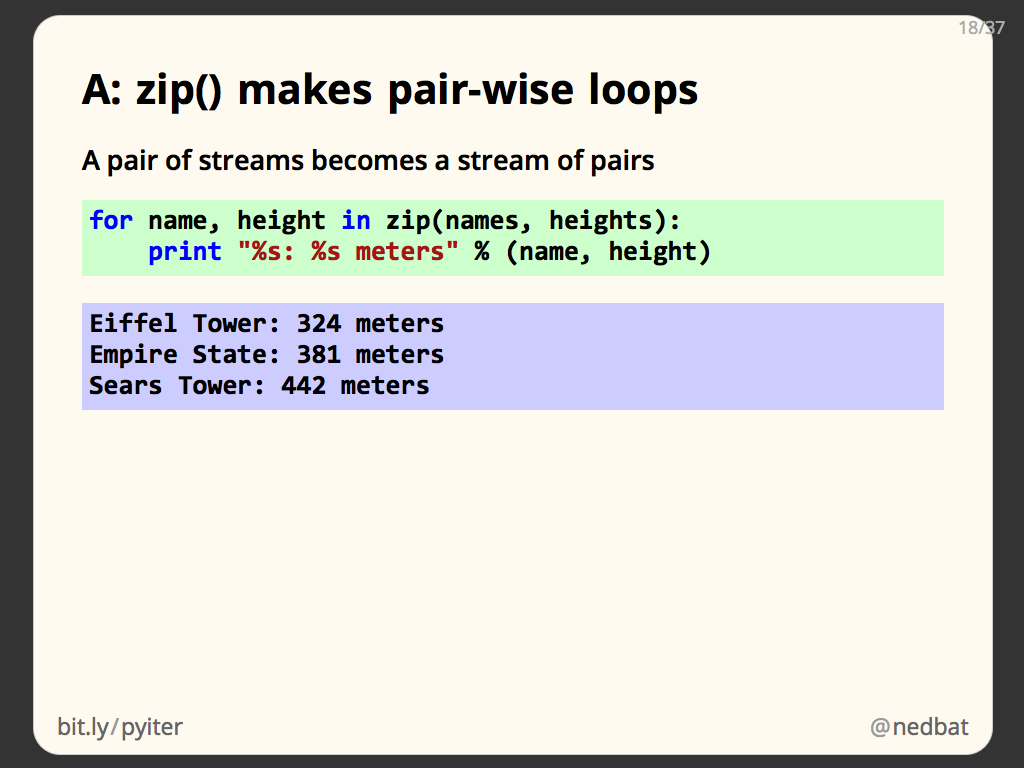 18/37
A: zip() makes pair-wise loops
A pair of streams becomes a stream of pairs
for name, height in zip(names, heights):
    print "%s: %s meters" % (name, height)
Eiffel Tower: 324 meters
Empire State: 381 meters
Sears Tower: 442 meters
bit.ly/pyiter
@nedbat